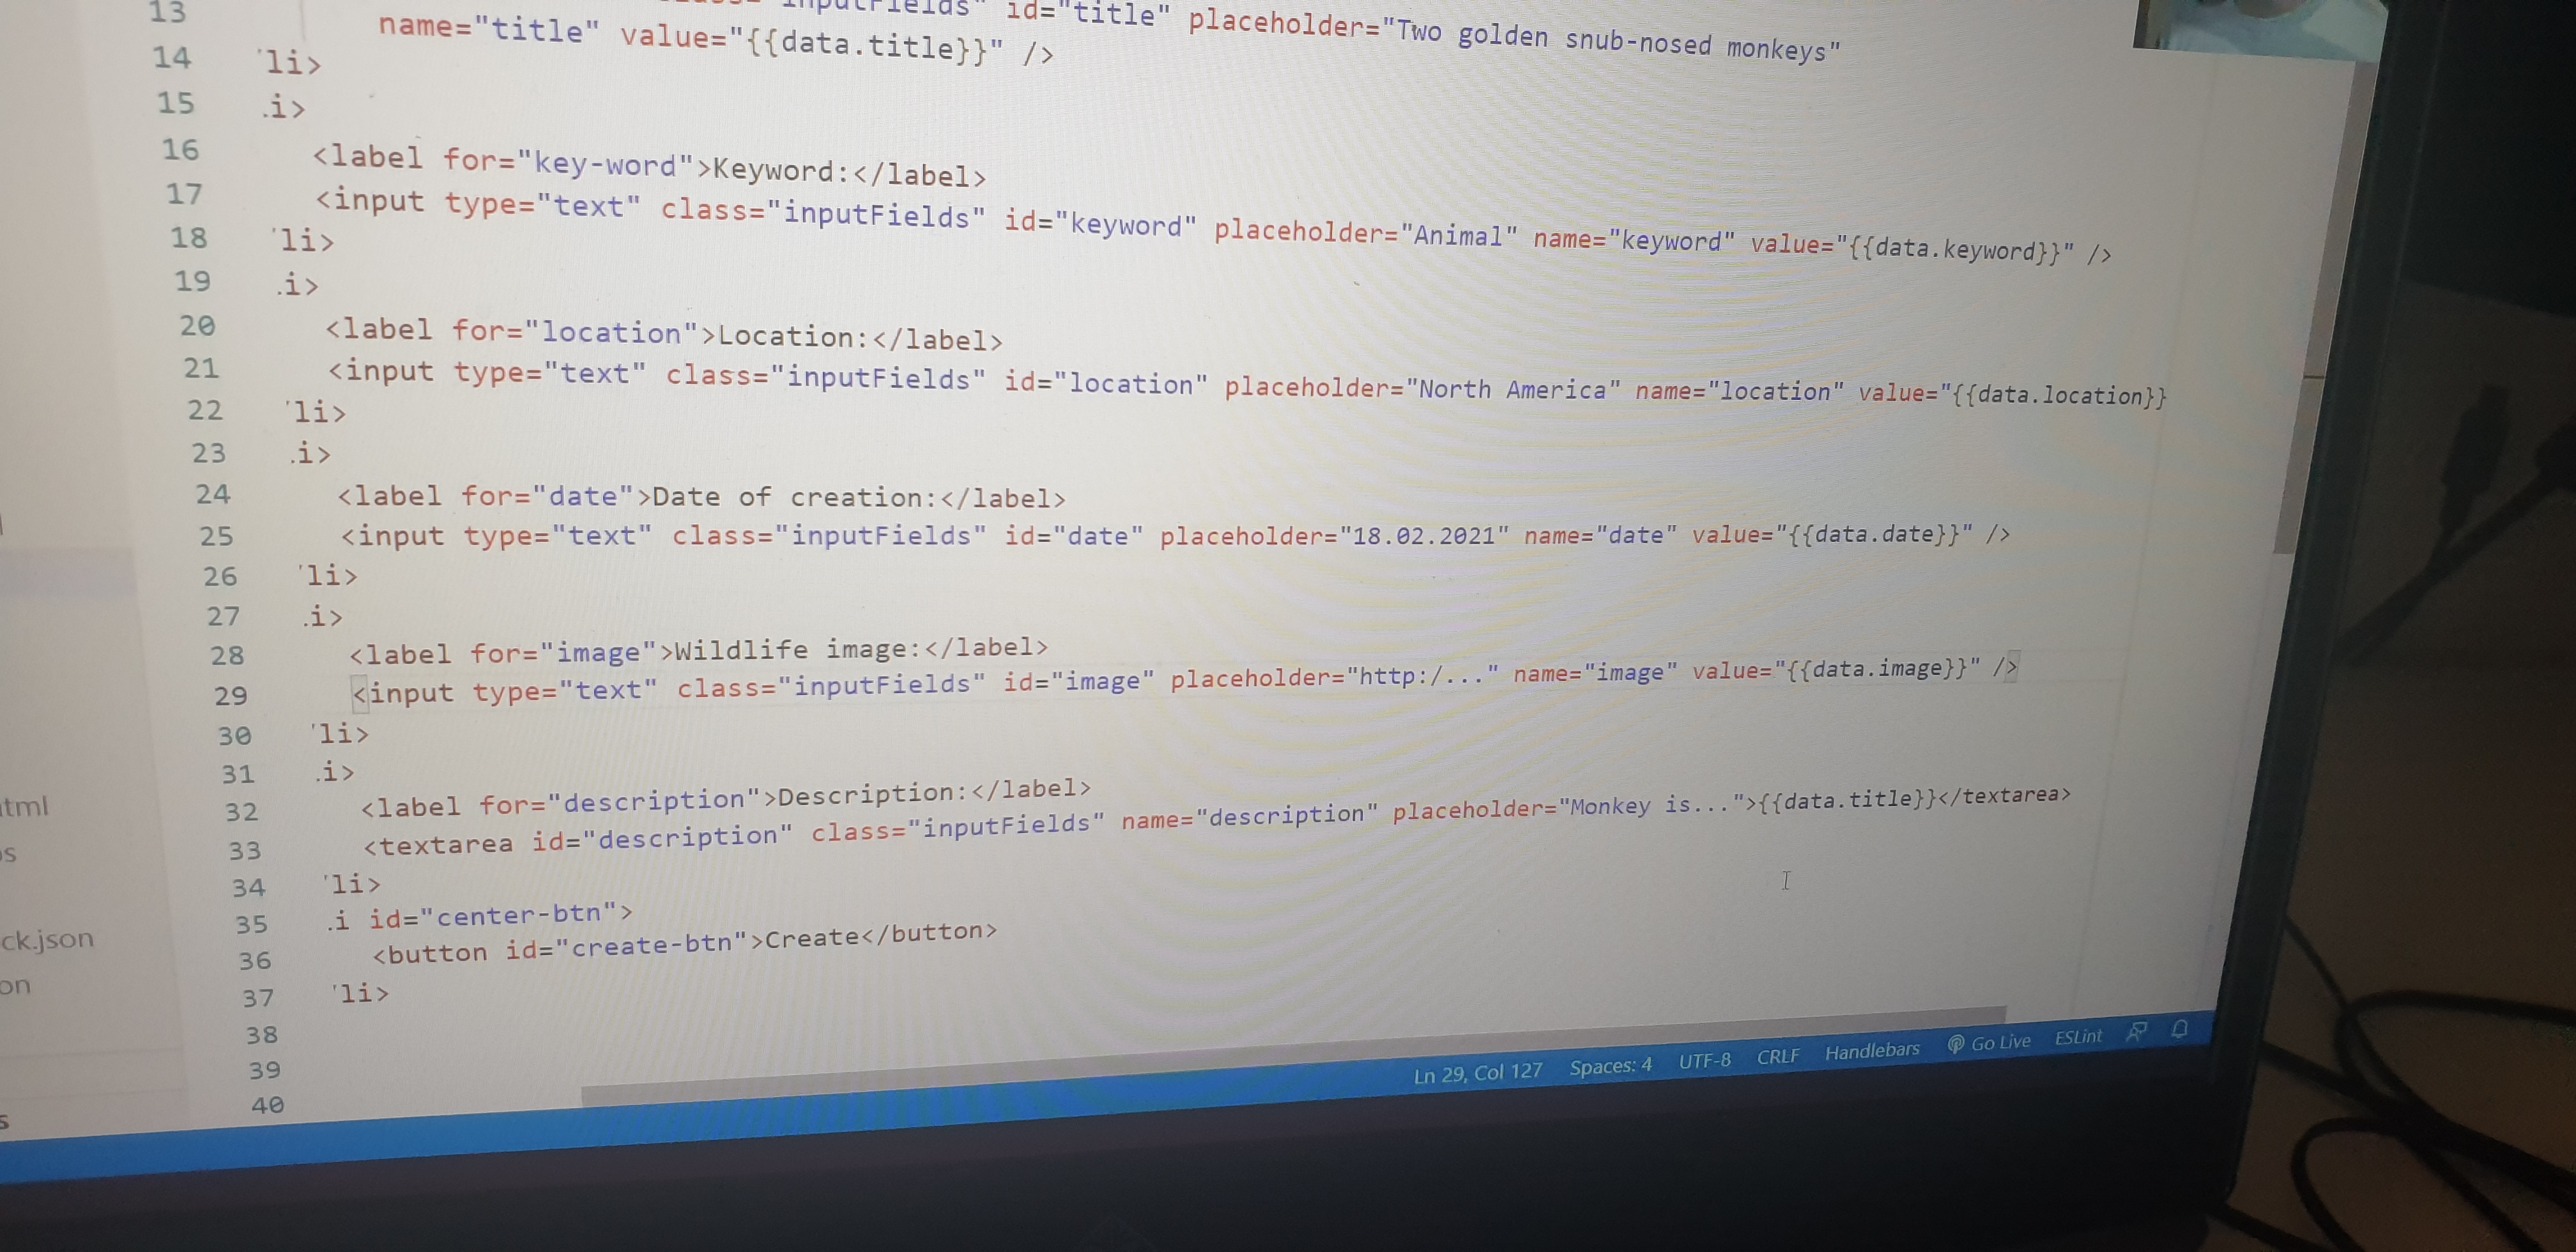 13
id="title" placeholder="Two golden snub-nosed monkeys"
name="title" value="{{data.title}}" />
14 li>
15 i>
16 <label for="key-word">Keyword:</label>
17 <input type="text" class="inputFields" id="keyword" placeholder="Animal" name="keyword" value="{{data.keyword}}" />
18 li>
19 i>
20 <label for="location">Location:</label>
21 <input type="text" class="inputFields" id="location" placeholder="North America" name="location" value="{{data.location}}
22 li>
23 i>
24 <label for="date">Date of creation:</label>
25 <input type="text" class="inputFields" id="date" placeholder="18.02.2021" name="date" value="{{data.date}}" />
26 li>
27 i>
28 <label for="image">Wildlife image:</label>
29 <input type="text" class="inputFields" id="image" placeholder="http:/..." name="image" value="{{data.image}}" />
30 li>
31 i>
32 <label for="description">Description:</label>
33 <textarea id="description" class="inputFields" name="description" placeholder="Monkey is...">{{data.title}}</textarea>
34 li>
35 i id="center-btn">
36 <button id="create-btn">Create</button>
37 li>
38
39
40
tml
s
ck.json
on
s
Ln 29, Col 127 Spaces: 4 UTF-8 CRLF Handlebars Go Live ESLint